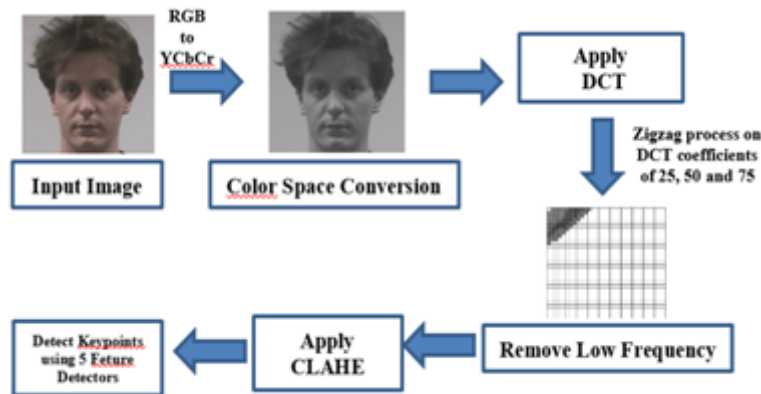 RGB
to
YCbCr
Input Image
Color Space Conversion
Apply
DCT
Zigzag process on
DCT coefficients
of 25, 50 and 75
Remove Low Frequency
Apply
CLAHE
Detect Keypoints
using 5 Feture
Detectors